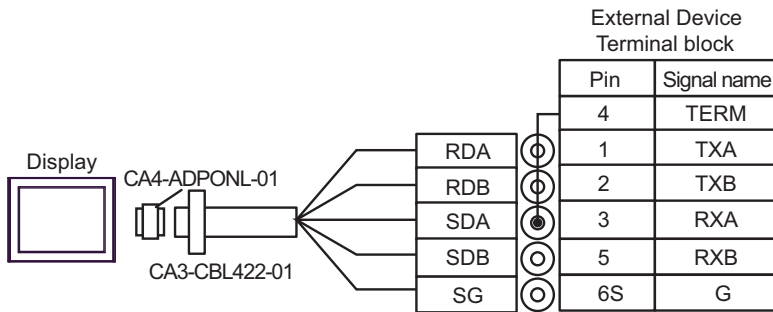 External Device
Terminal block
Pin Signal name
4 TERM
Display
CA4-ADPONL-01
CA3-CBL422-01
RDA 1 TXA
RDB 2 TXB
SDA 3 RXA
SDB 5 RXB
SG 6S G